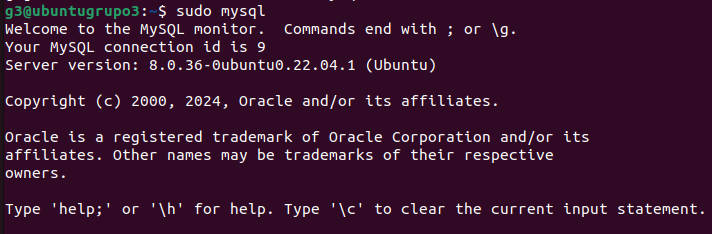 g3@ubuntugrupo3:~$ sudo mysql
Welcome to the MySQL monitor.  Commands end with ; or \g.
Your MySQL connection id is 9
Server version: 8.0.36-0ubuntu0.22.04.1 (Ubuntu)

Copyright (c) 2000, 2024, Oracle and/or its affiliates.

Oracle is a registered trademark of Oracle Corporation and/or its
affiliates. Other names may be trademarks of their respective
owners.

Type 'help;' or '\h' for help. Type '\c' to clear the current input statement.